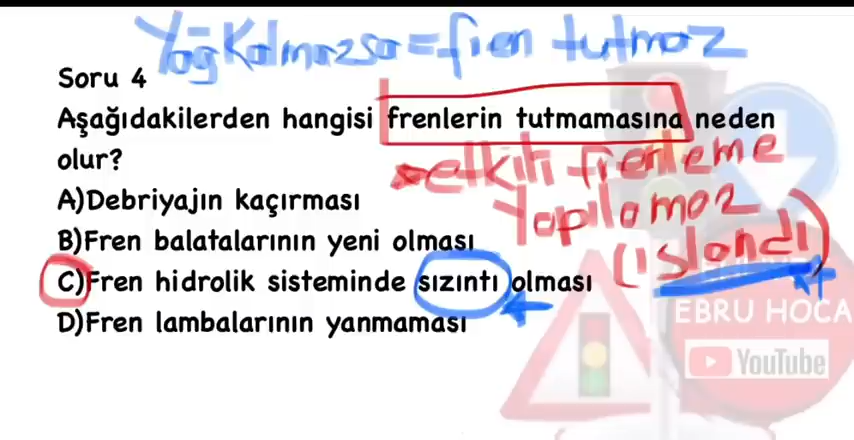 Yağ Kalmazsa = fren tutmaz
Soru 4
Aşağıdakilerden hangisi frenlerin tutmamasına neden
olur?
etkili frenleme
yapılamaz
(ıslandı)
A)Debriyajın kaçırması
B)Fren balatalarının yeni olması
C)Fren hidrolik sisteminde sızıntı olması
D)Fren lambalarının yanmaması
EBRU HOCA
YouTube